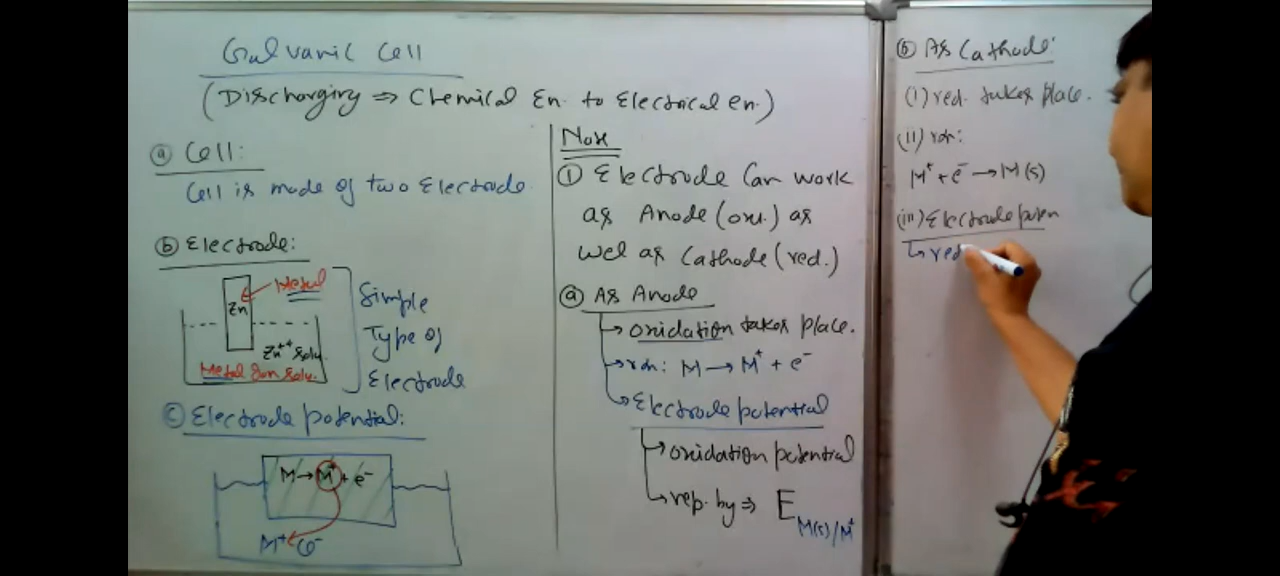 Galvanic Cell
(Discharging ⇒ Chemical En. to Electrical en.)
ⓐ Cell:
Cell is made of two Electrode.
ⓑ Electrode:
Metal
Zn
Zn++ solu.
Metal Ion Solu.
Simple
Type of
Electrode
ⓒ Electrode potential:
M → M+ + e-
M+
Note
① Electrode Can work
as Anode (oxi.) as
wel as Cathode (red.)
ⓐ As Anode
→ oxidation takes place.
→ rxn: M → M+ + e-
→ Electrode potential
→ oxidation potential
→ rep. by ⇒ E M(s)/M+
ⓑ As Cathode:
(i) red. takes place.
(ii) rxn:
M+ + e- → M(s)
(iii) Electrode poten
↳ red